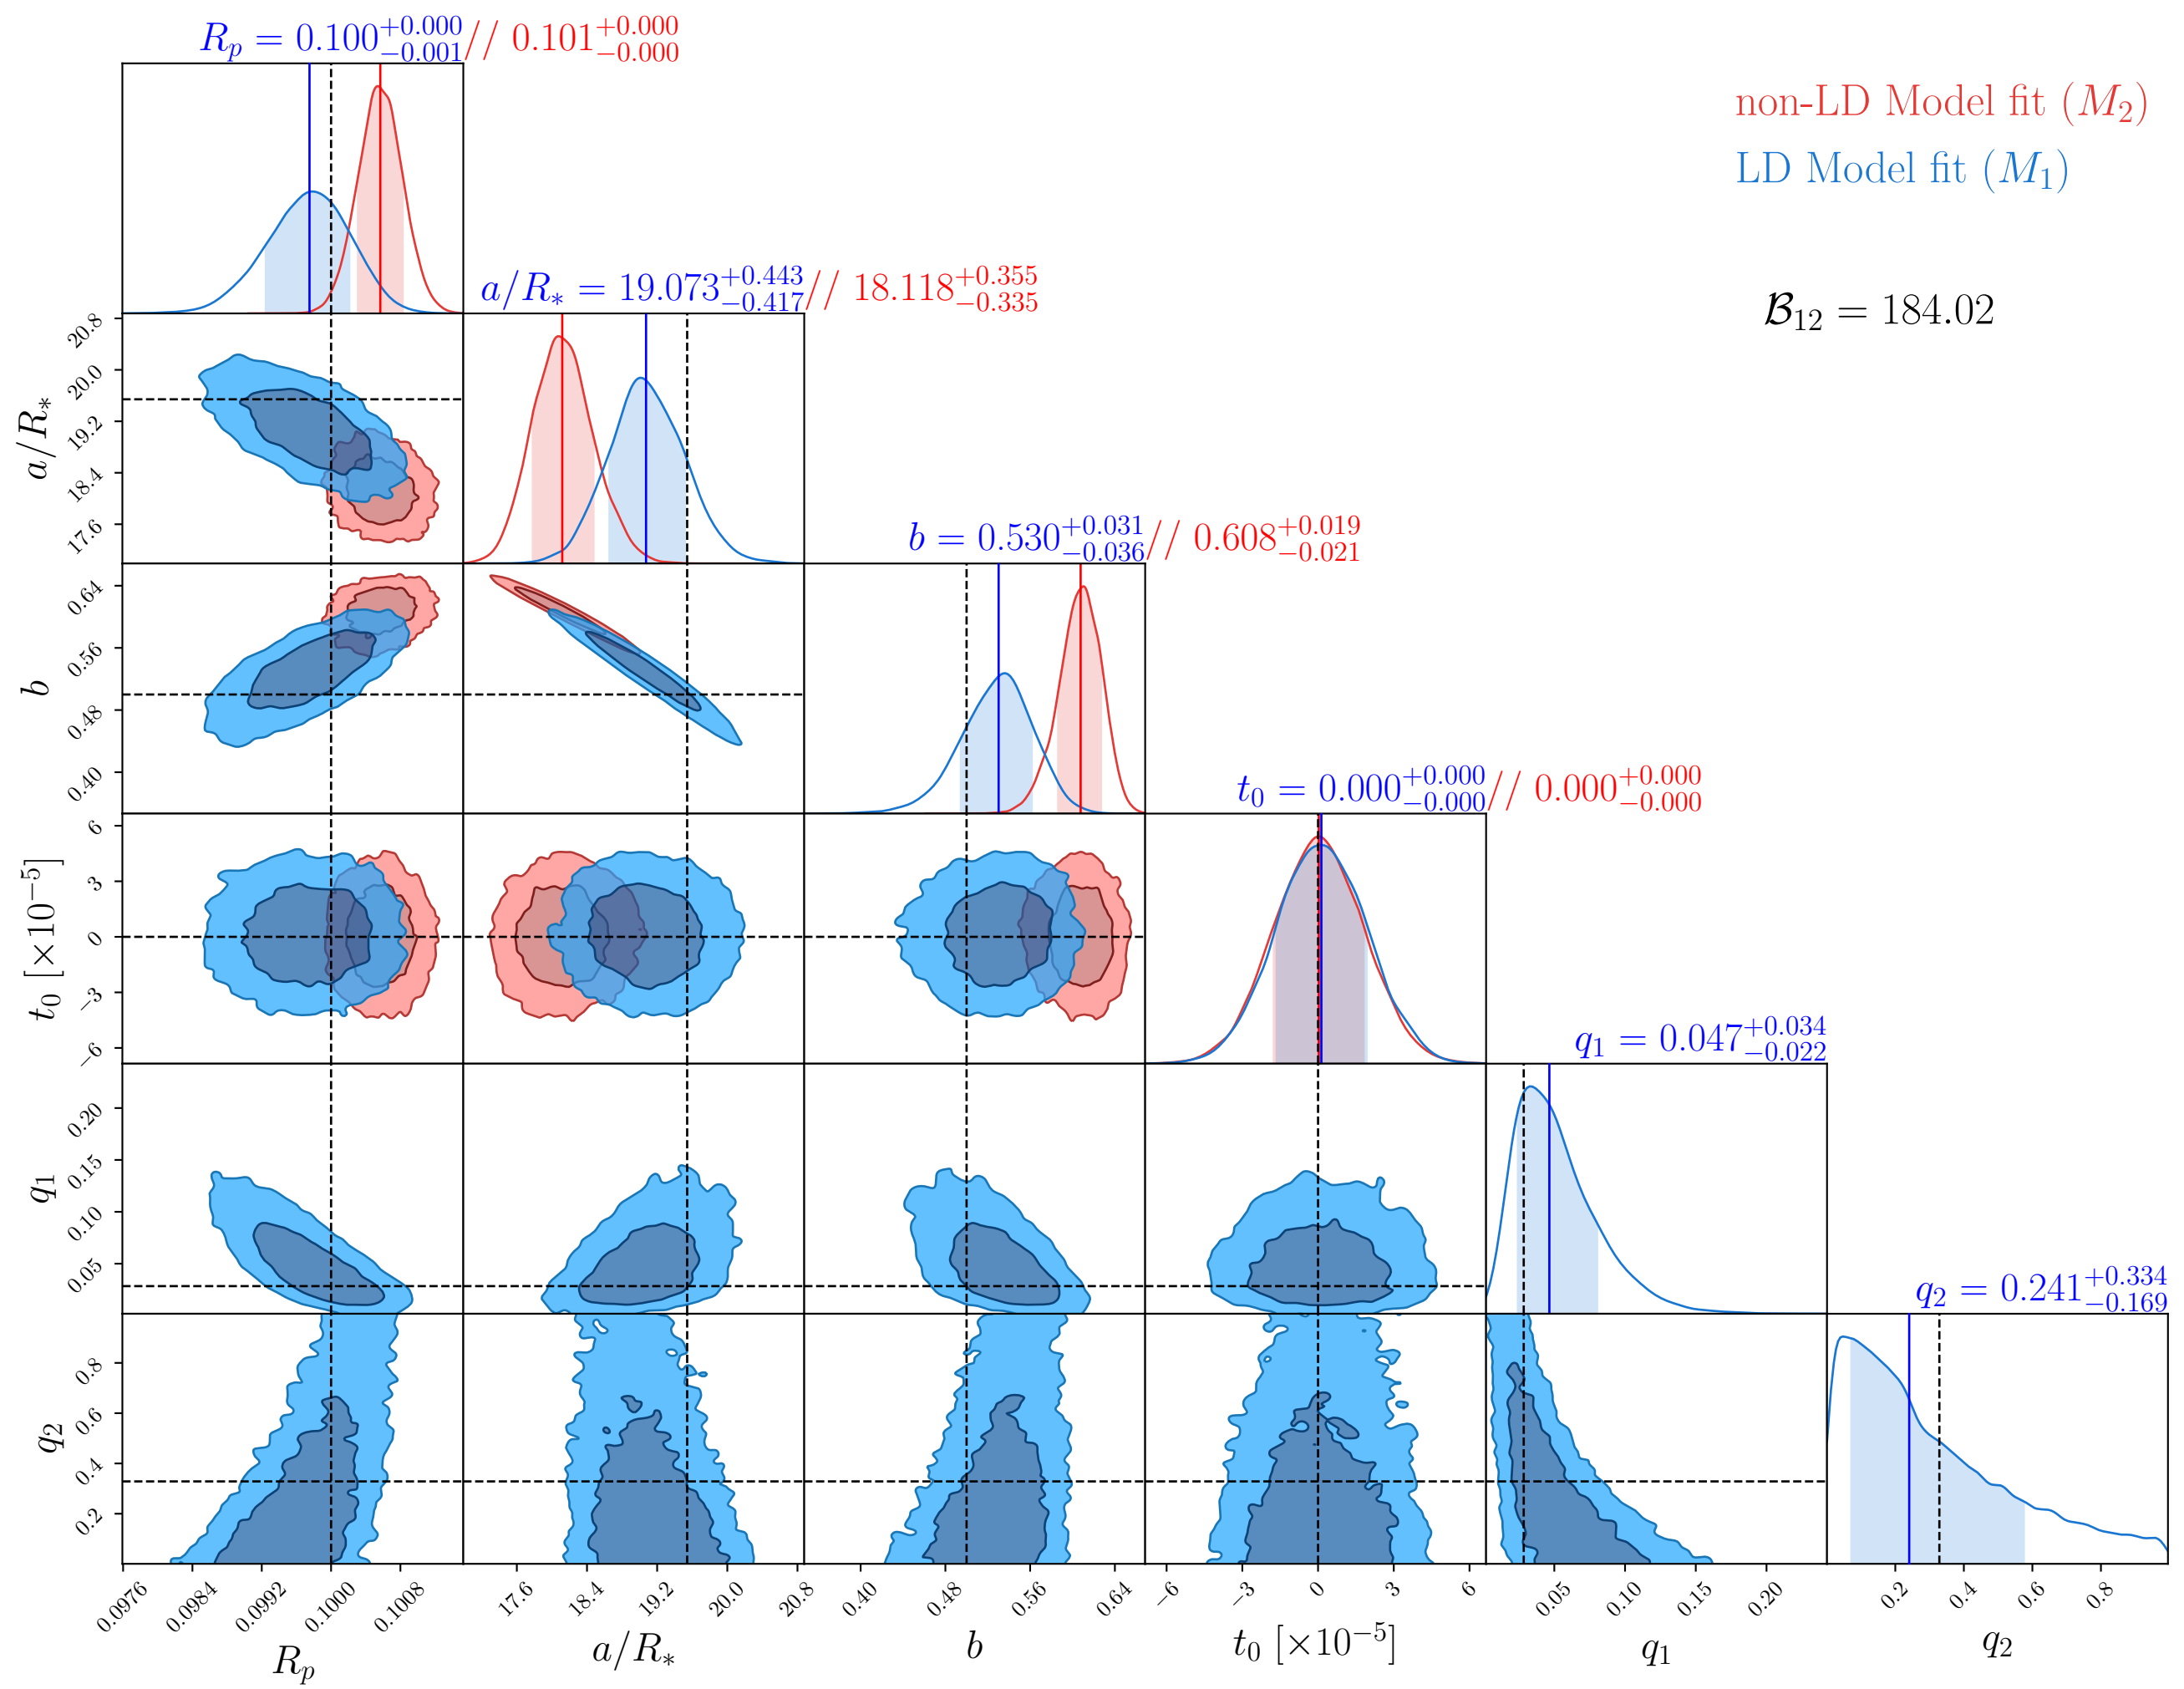 R_p = 0.100^{+0.000}_{-0.001} // 0.101^{+0.000}_{-0.000}
non-LD Model fit (M_2)
LD Model fit (M_1)
a/R_* = 19.073^{+0.443}_{-0.417} // 18.118^{+0.355}_{-0.335}
B_{12} = 184.02
20.8
20.0
19.2
18.4
17.6
a/R_*
b = 0.530^{+0.031}_{-0.036} // 0.608^{+0.019}_{-0.021}
0.64
0.56
0.48
0.40
b
t_0 = 0.000^{+0.000}_{-0.000} // 0.000^{+0.000}_{-0.000}
6
3
0
−3
−6
t_0 [×10^{−5}]
q_1 = 0.047^{+0.034}_{-0.022}
0.20
0.15
0.10
0.05
q_1
q_2 = 0.241^{+0.334}_{-0.169}
0.8
0.6
0.4
0.2
q_2
0.0976 0.0984 0.0992 0.1000 0.1008
17.6 18.4 19.2 20.0 20.8
0.40 0.48 0.56 0.64
−6 −3 0 3 6
0.05 0.10 0.15 0.20
0.2 0.4 0.6 0.8
R_p a/R_* b t_0 [×10^{−5}] q_1 q_2